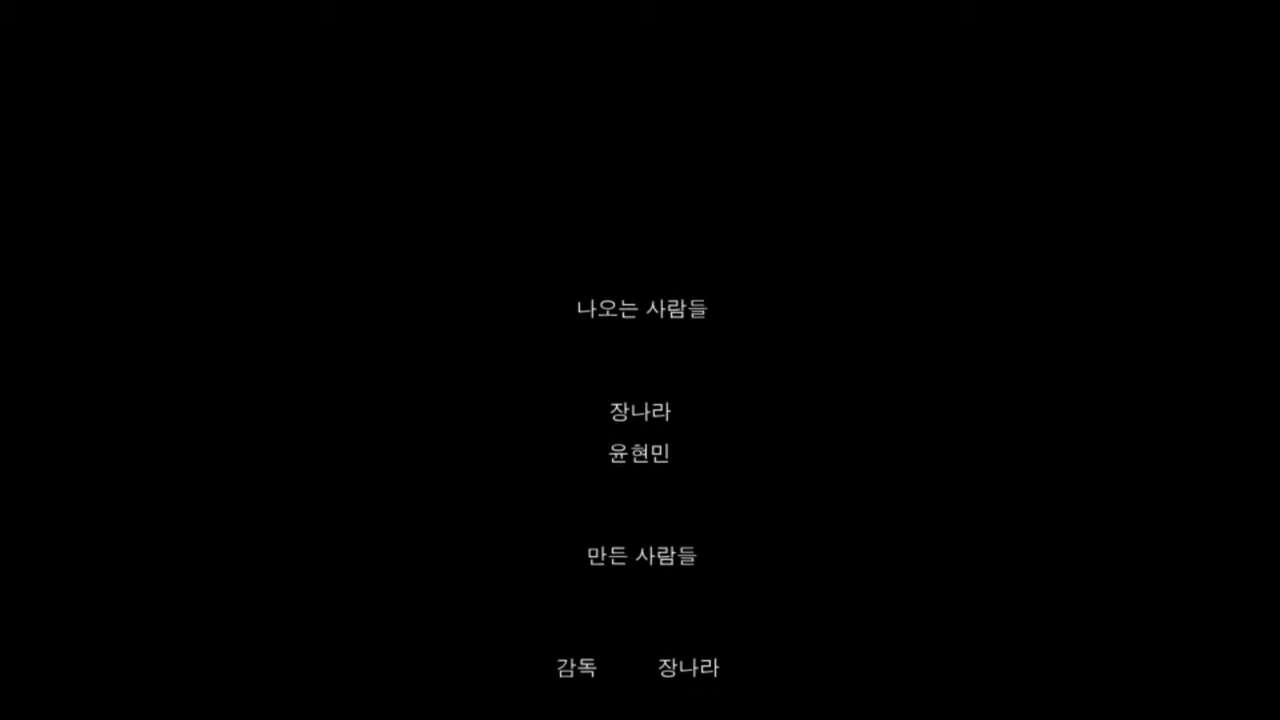 나오는 사람들
장나라
윤현민
만든 사람들
감독 장나라